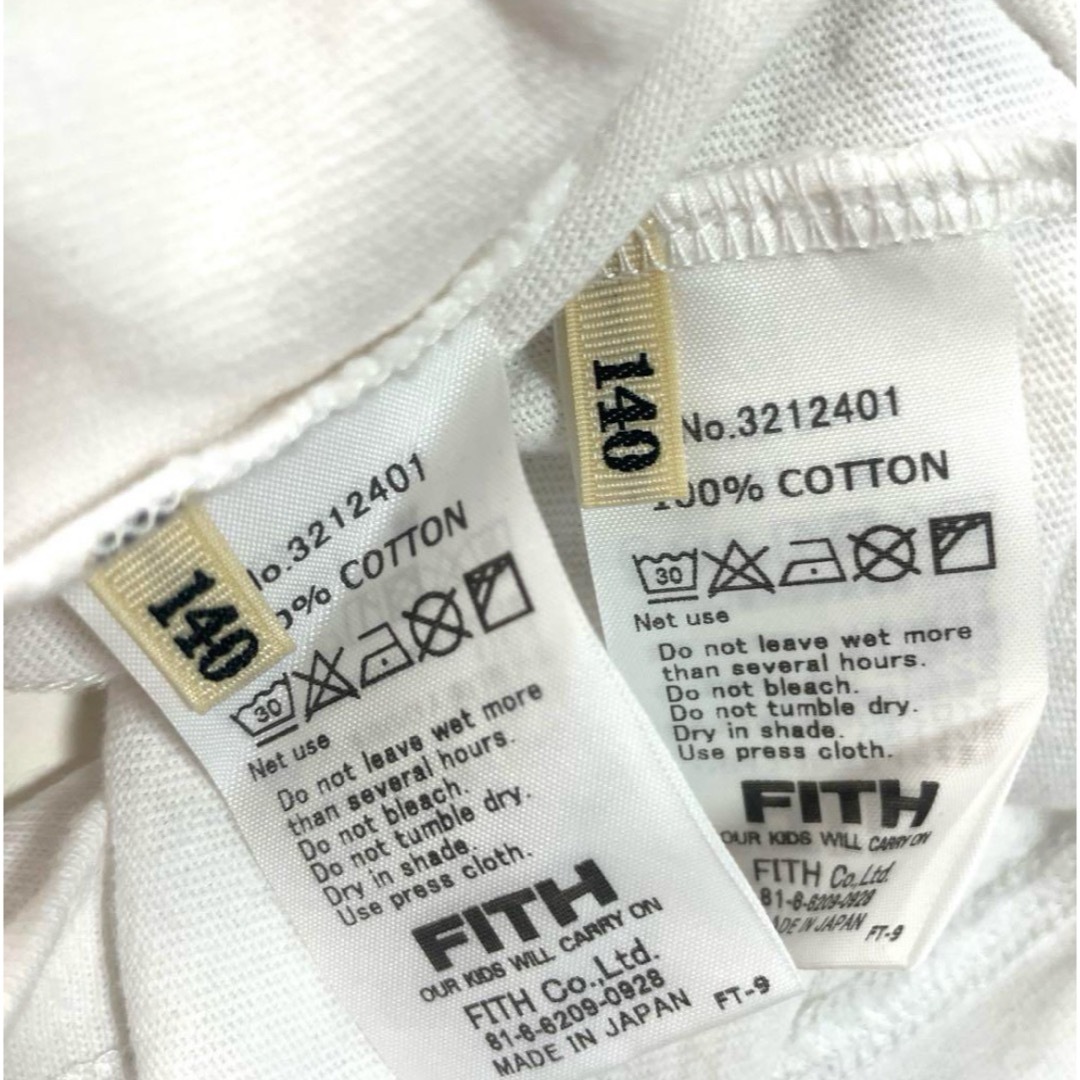 140
No.3212401
100% COTTON
30
Net use
Do not leave wet more
than several hours.
Do not bleach.
Do not tumble dry.
Dry in shade.
Use press cloth.
FITH
OUR KIDS WILL CARRY ON
FITH Co.,Ltd.
81-6-6209-0928
MADE IN JAPAN FT-9
140
No.3212401
100% COTTON
30
Net use
Do not leave wet more
than several hours.
Do not bleach.
Do not tumble dry.
Dry in shade.
Use press cloth.
FITH
OUR KIDS WILL CARRY ON
FITH Co.,Ltd.
81-6-6209-0928
MADE IN JAPAN FT-9